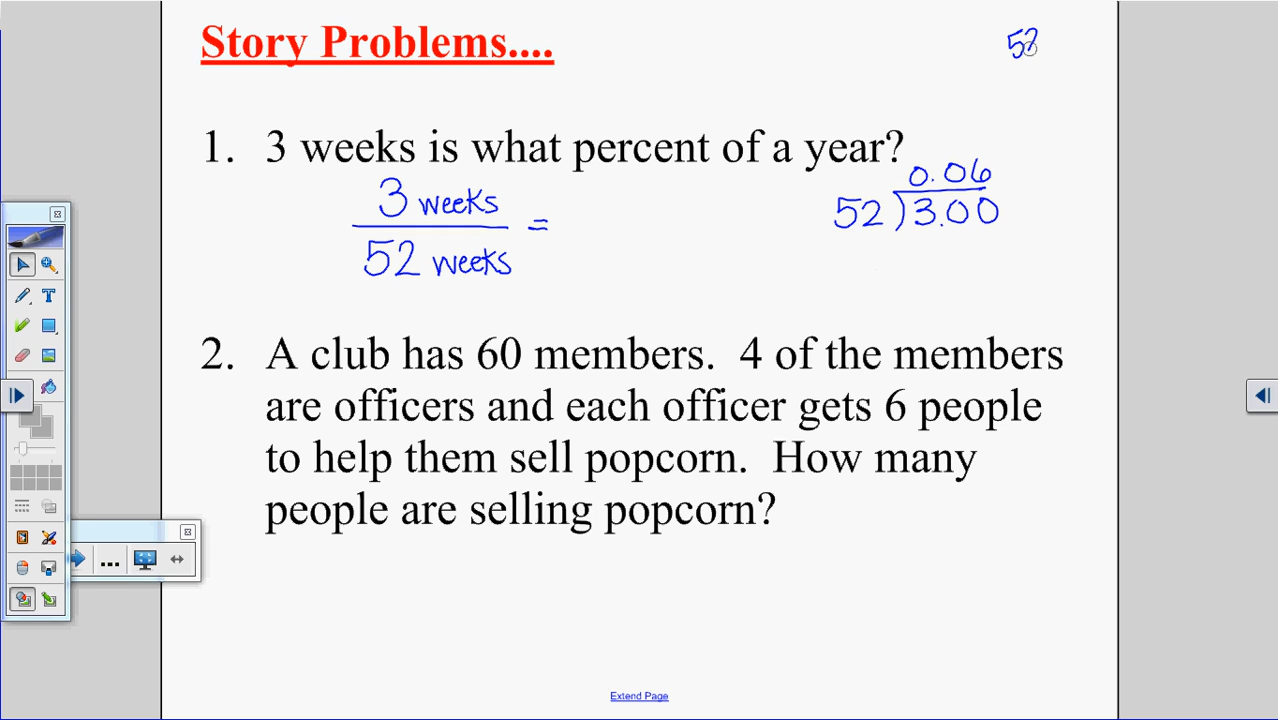 Story Problems....
52
1. 3 weeks is what percent of a year?
3 weeks
52 weeks
=
0.06
52)3.00
2. A club has 60 members. 4 of the members
are officers and each officer gets 6 people
to help them sell popcorn. How many
people are selling popcorn?
T
...
Extend Page